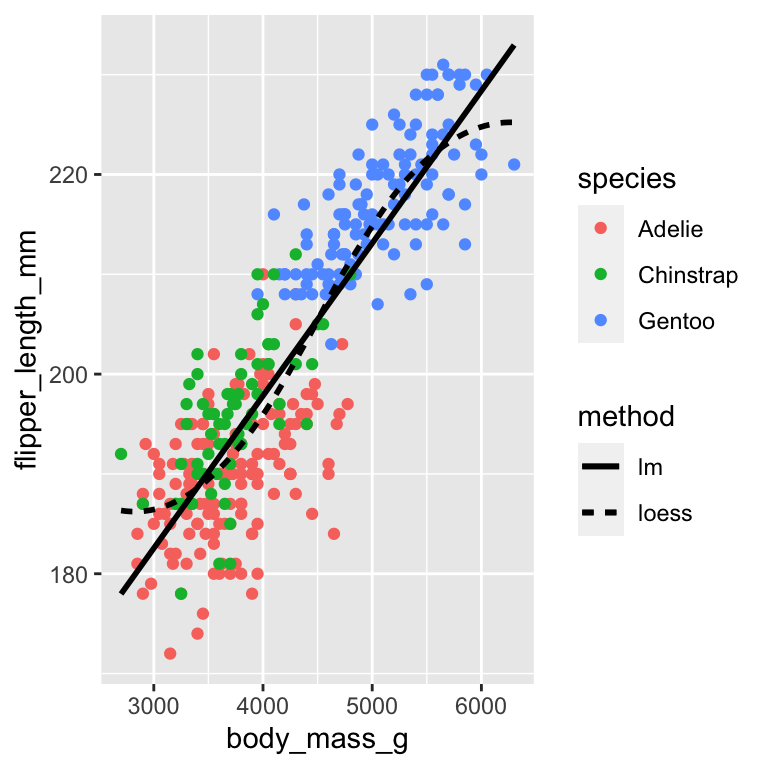 flipper_length_mm
220
200
180
3000
4000
5000
6000
body_mass_g
species
Adelie
Chinstrap
Gentoo
method
lm
loess